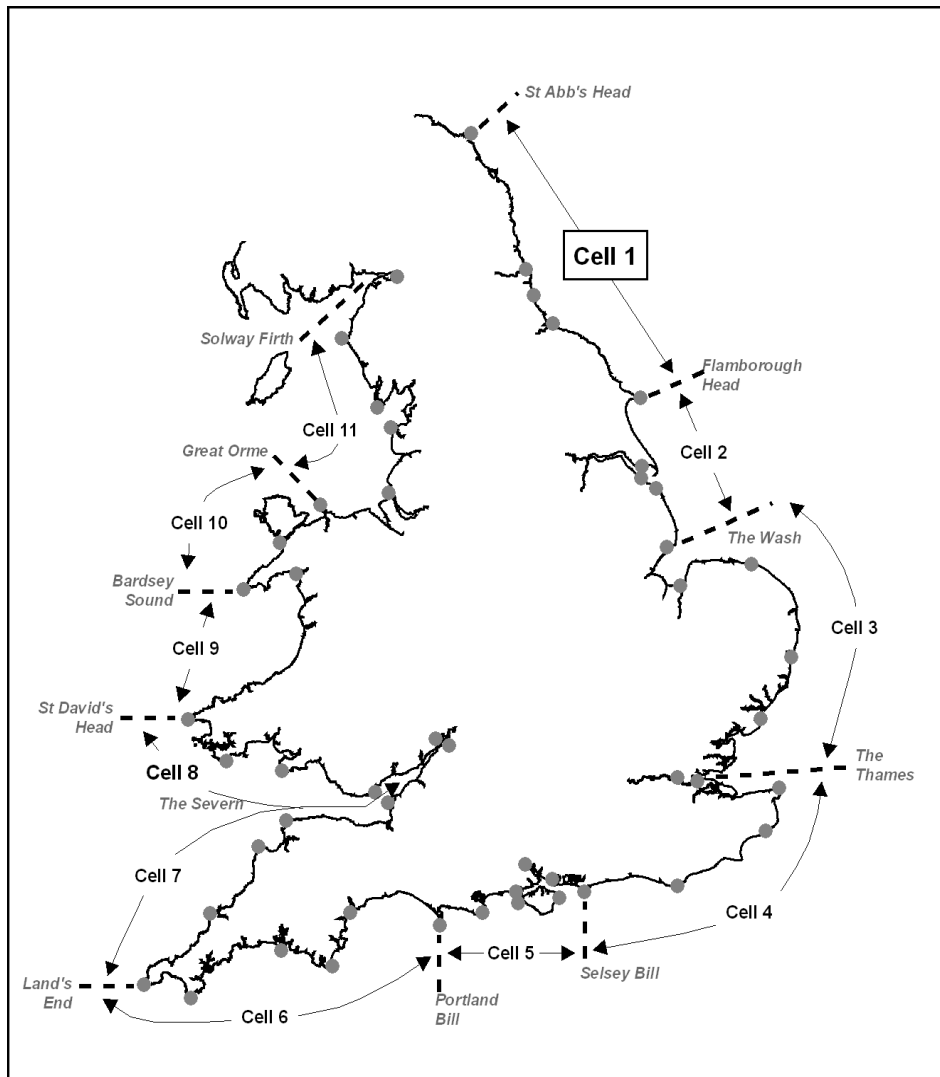 St Abb's Head
Cell 1
Solway Firth
Flamborough
Head
Cell 11
Great Orme
Cell 2
Cell 10
The Wash
Bardsey
Sound
Cell 3
Cell 9
St David's
Head
The
Thames
Cell 8
The Severn
Cell 7
Cell 4
Cell 5
Selsey Bill
Land's
End
Portland
Bill
Cell 6